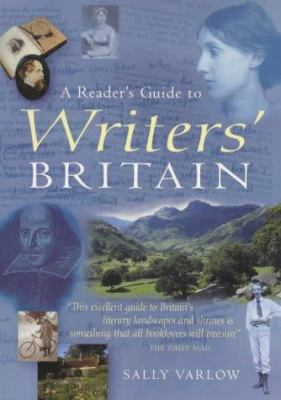 A Reader's Guide to
Writers'
BRITAIN
"This excellent guide to Britain's
literary landscapes and shrines is
something that all booklovers will treasure"
THE DAILY MAIL
SALLY VARLOW